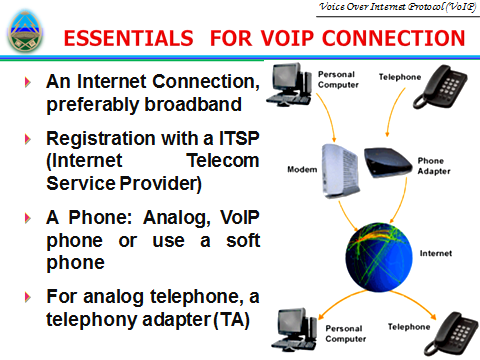 Voice Over Internet Protocol (VoIP)
ESSENTIALS FOR VOIP CONNECTION
An Internet Connection,
preferably broadband
Registration with a ITSP
(Internet Telecom
Service Provider)
A Phone: Analog, VoIP
phone or use a soft
phone
For analog telephone, a
telephony adapter (TA)
Personal
Computer
Telephone
Modem
Phone
Adapter
Internet
Personal
Computer
Telephone